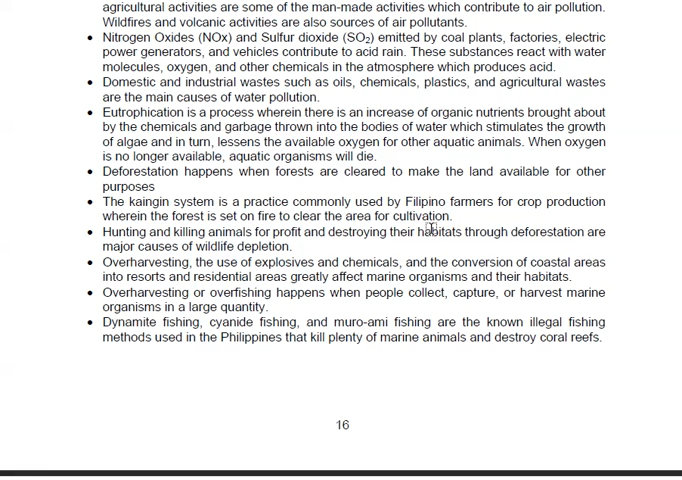 agricultural activities are some of the man-made activities which contribute to air pollution.
Wildfires and volcanic activities are also sources of air pollutants.
• Nitrogen Oxides (NOx) and Sulfur dioxide (SO₂) emitted by coal plants, factories, electric
power generators, and vehicles contribute to acid rain. These substances react with water
molecules, oxygen, and other chemicals in the atmosphere which produces acid.
• Domestic and industrial wastes such as oils, chemicals, plastics, and agricultural wastes
are the main causes of water pollution.
• Eutrophication is a process wherein there is an increase of organic nutrients brought about
by the chemicals and garbage thrown into the bodies of water which stimulates the growth
of algae and in turn, lessens the available oxygen for other aquatic animals. When oxygen
is no longer available, aquatic organisms will die.
• Deforestation happens when forests are cleared to make the land available for other
purposes
• The kaingin system is a practice commonly used by Filipino farmers for crop production
wherein the forest is set on fire to clear the area for cultivation.
• Hunting and killing animals for profit and destroying their habitats through deforestation are
major causes of wildlife depletion.
• Overharvesting, the use of explosives and chemicals, and the conversion of coastal areas
into resorts and residential areas greatly affect marine organisms and their habitats.
• Overharvesting or overfishing happens when people collect, capture, or harvest marine
organisms in a large quantity.
• Dynamite fishing, cyanide fishing, and muro-ami fishing are the known illegal fishing
methods used in the Philippines that kill plenty of marine animals and destroy coral reefs.
16